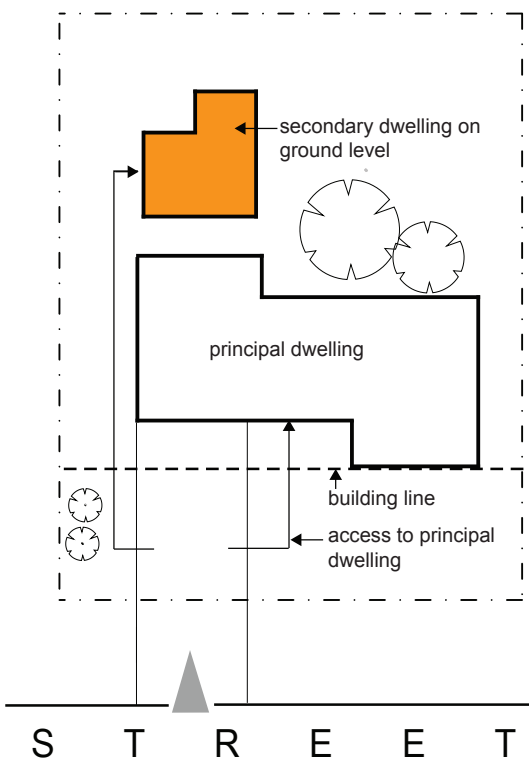 secondary dwelling on
ground level
principal dwelling
building line
access to principal
dwelling
S T R E E T